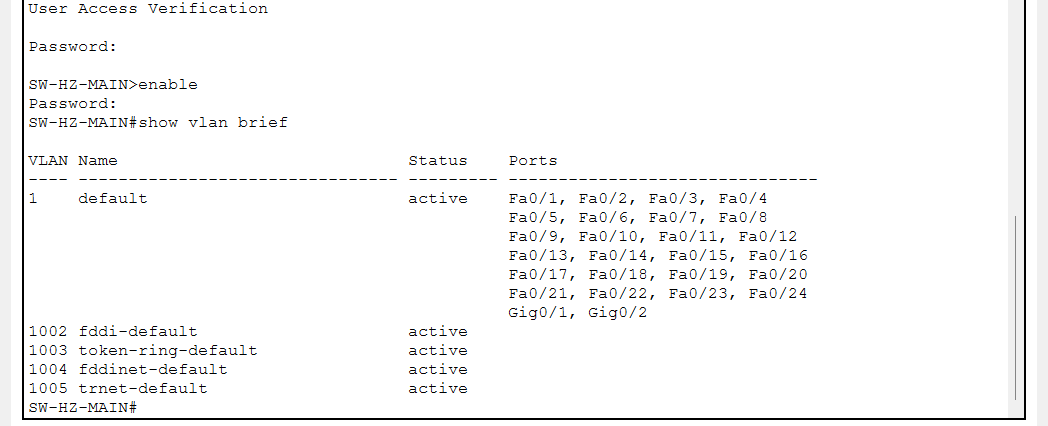 User Access Verification
Password:
SW-HZ-MAIN>enable
Password:
SW-HZ-MAIN#show vlan brief
VLAN Name                             Status    Ports
---- -------------------------------- --------- -------------------------------
1    default                          active    Fa0/1, Fa0/2, Fa0/3, Fa0/4
                                                Fa0/5, Fa0/6, Fa0/7, Fa0/8
                                                Fa0/9, Fa0/10, Fa0/11, Fa0/12
                                                Fa0/13, Fa0/14, Fa0/15, Fa0/16
                                                Fa0/17, Fa0/18, Fa0/19, Fa0/20
                                                Fa0/21, Fa0/22, Fa0/23, Fa0/24
                                                Gig0/1, Gig0/2
1002 fddi-default                     active
1003 token-ring-default               active
1004 fddinet-default                  active
1005 trnet-default                    active
SW-HZ-MAIN#